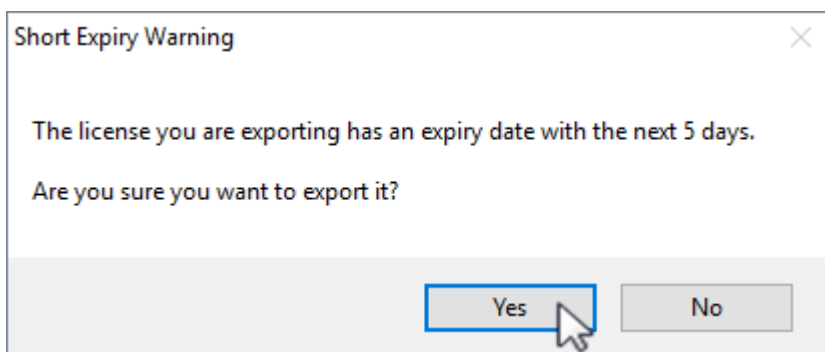 Short Expiry Warning
The license you are exporting has an expiry date with the next 5 days.
Are you sure you want to export it?
Yes
No